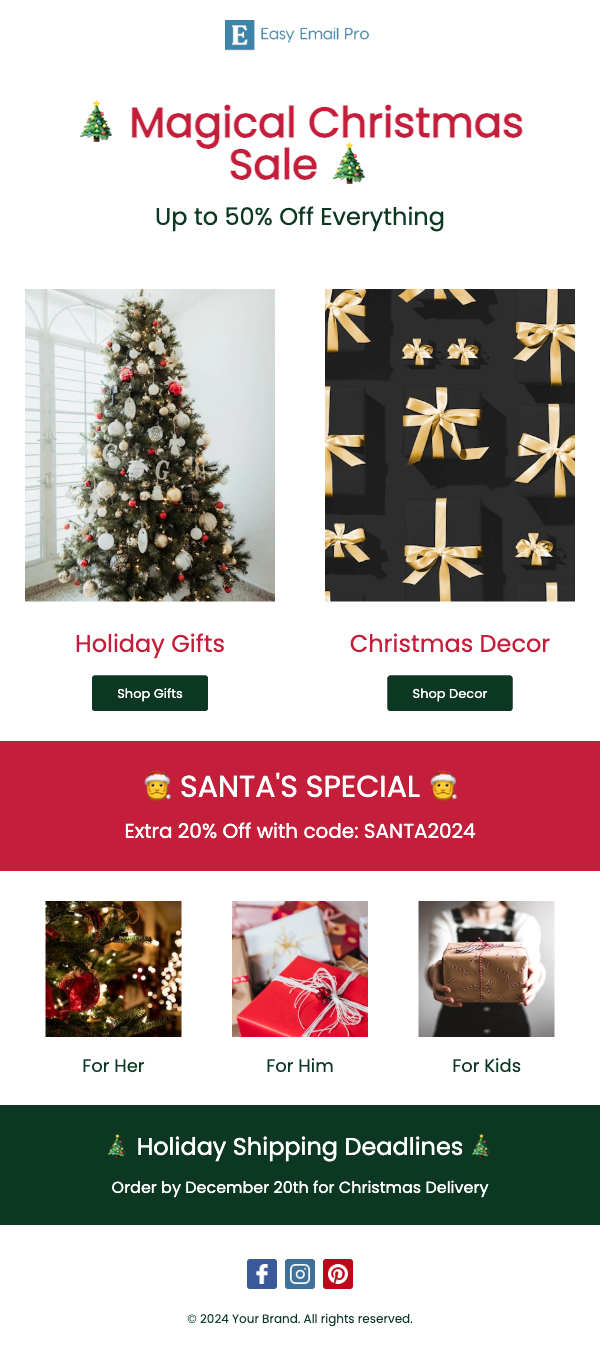 E Easy Email Pro
🎄 Magical Christmas
Sale 🎄
Up to 50% Off Everything
Holiday Gifts
Christmas Decor
Shop Gifts
Shop Decor
🎅 SANTA'S SPECIAL 🎅
Extra 20% Off with code: SANTA2024
For Her
For Him
For Kids
🎄 Holiday Shipping Deadlines 🎄
Order by December 20th for Christmas Delivery
© 2024 Your Brand. All rights reserved.